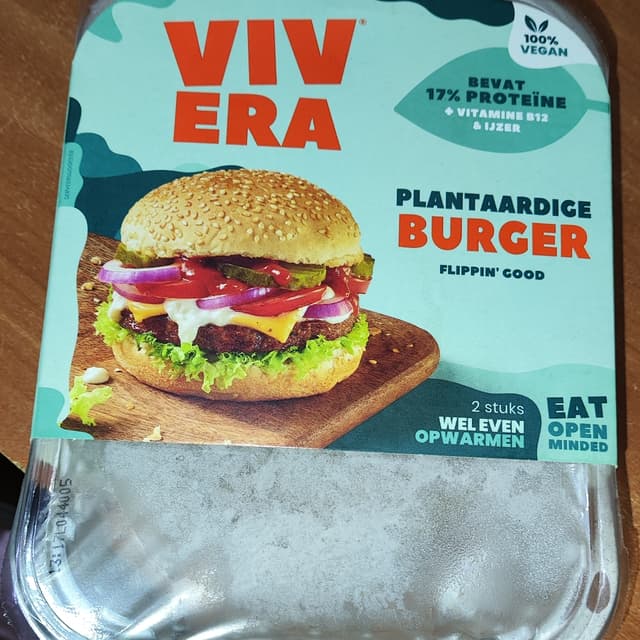 VIV
ERA
100%
VEGAN
BEVAT
17% PROTEÏNE
+ VITAMINE B12
& IJZER
PLANTAARDIGE
BURGER
FLIPPIN' GOOD
2 stuks
WEL EVEN
OPWARMEN
EAT
OPEN
MINDED